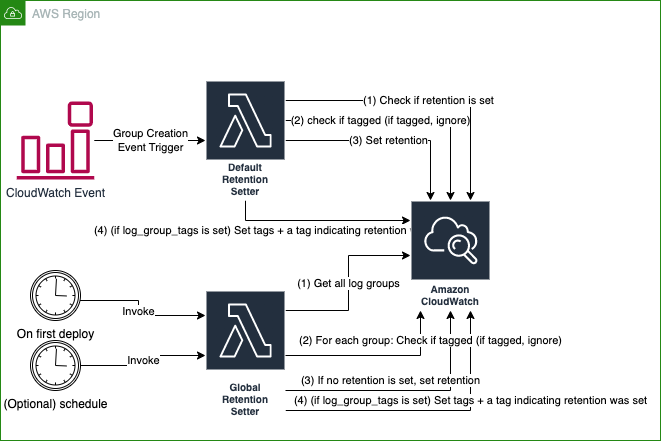 AWS Region
(1) Check if retention is set
(2) check if tagged (if tagged, ignore)
Group Creation
Event Trigger
(3) Set retention
Default
Retention
Setter
CloudWatch Event
(4) (if log_group_tags is set) Set tags + a tag indicating retention
(1) Get all log groups
Amazon
CloudWatch
Invoke
On first deploy
(2) For each group: Check if tagged (if tagged, ignore)
Invoke
(3) If no retention is set, set retention
Global
Retention
Setter
(Optional) schedule
(4) (if log_group_tags is set) Set tags + a tag indicating retention was set